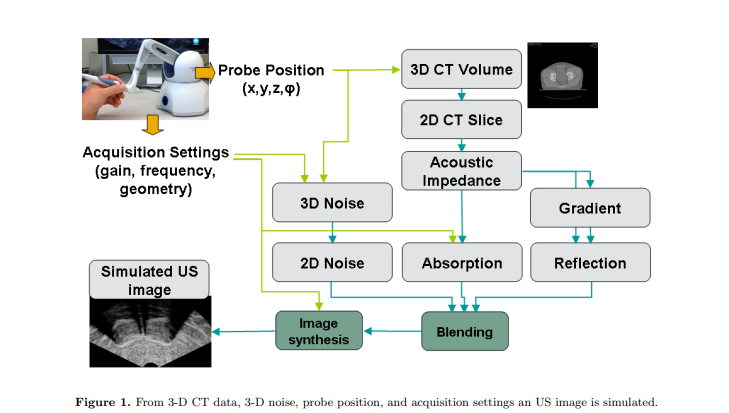 Probe Position
(x,y,z,φ)
3D CT Volume
2D CT Slice
Acquisition Settings
(gain, frequency,
geometry)
Acoustic
Impedance
3D Noise
Gradient
2D Noise
Absorption
Reflection
Simulated US
image
Image
synthesis
Blending
Figure 1. From 3-D CT data, 3-D noise, probe position, and acquisition settings an US image is simulated.